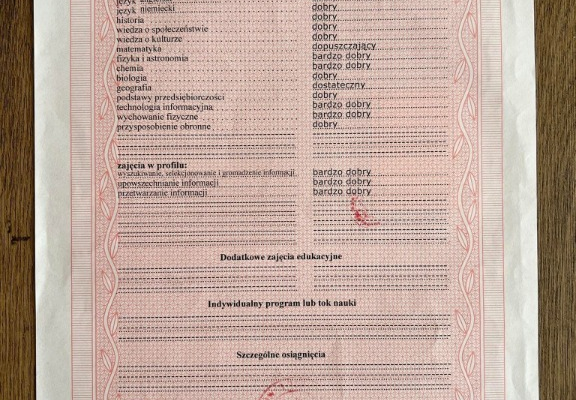 język
język niemiecki dobry
historia dobry
wiedza o społeczeństwie dobry
wiedza o kulturze dobry
matematyka dopuszczający
fizyka i astronomia bardzo dobry
chemia bardzo dobry
biologia dobry
geografia dostateczny
podstawy przedsiębiorczości dobry
technologia informacyjna bardzo dobry
wychowanie fizyczne bardzo dobry
przysposobienie obronne dobry
zajęcia w profilu:
wyszukiwanie, selekcjonowanie i gromadzenie informacji bardzo dobry
upowszechnianie informacji bardzo dobry
przetwarzanie informacji bardzo dobry
Dodatkowe zajęcia edukacyjne
Indywidualny program lub tok nauki
Szczególne osiągnięcia